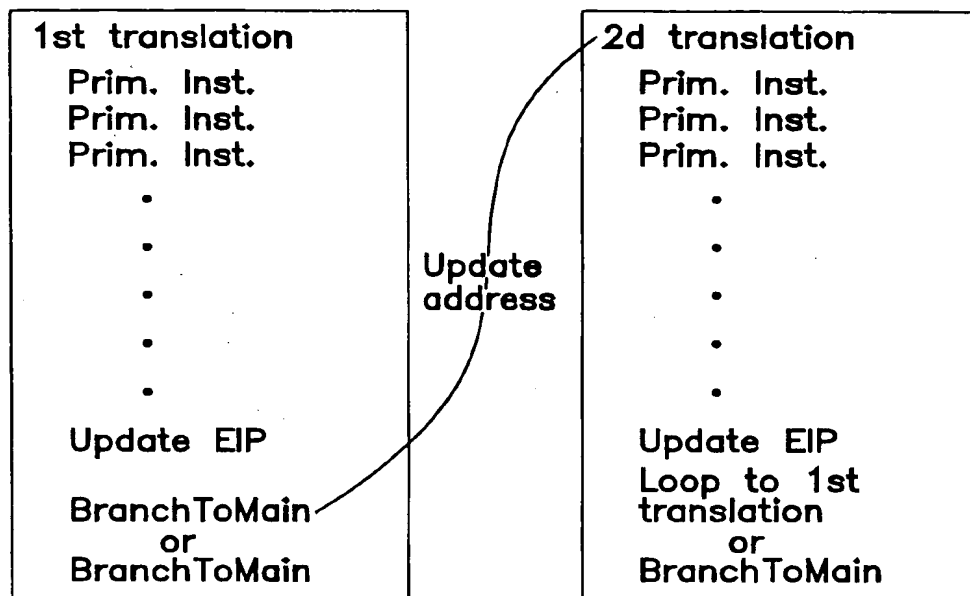 1st translation
Prim. Inst.
Prim. Inst.
Prim. Inst.
Update EIP
BranchToMain
or
BranchToMain
Update
address
2d translation
Prim. Inst.
Prim. Inst.
Prim. Inst.
Update EIP
Loop to 1st
translation
or
BranchToMain